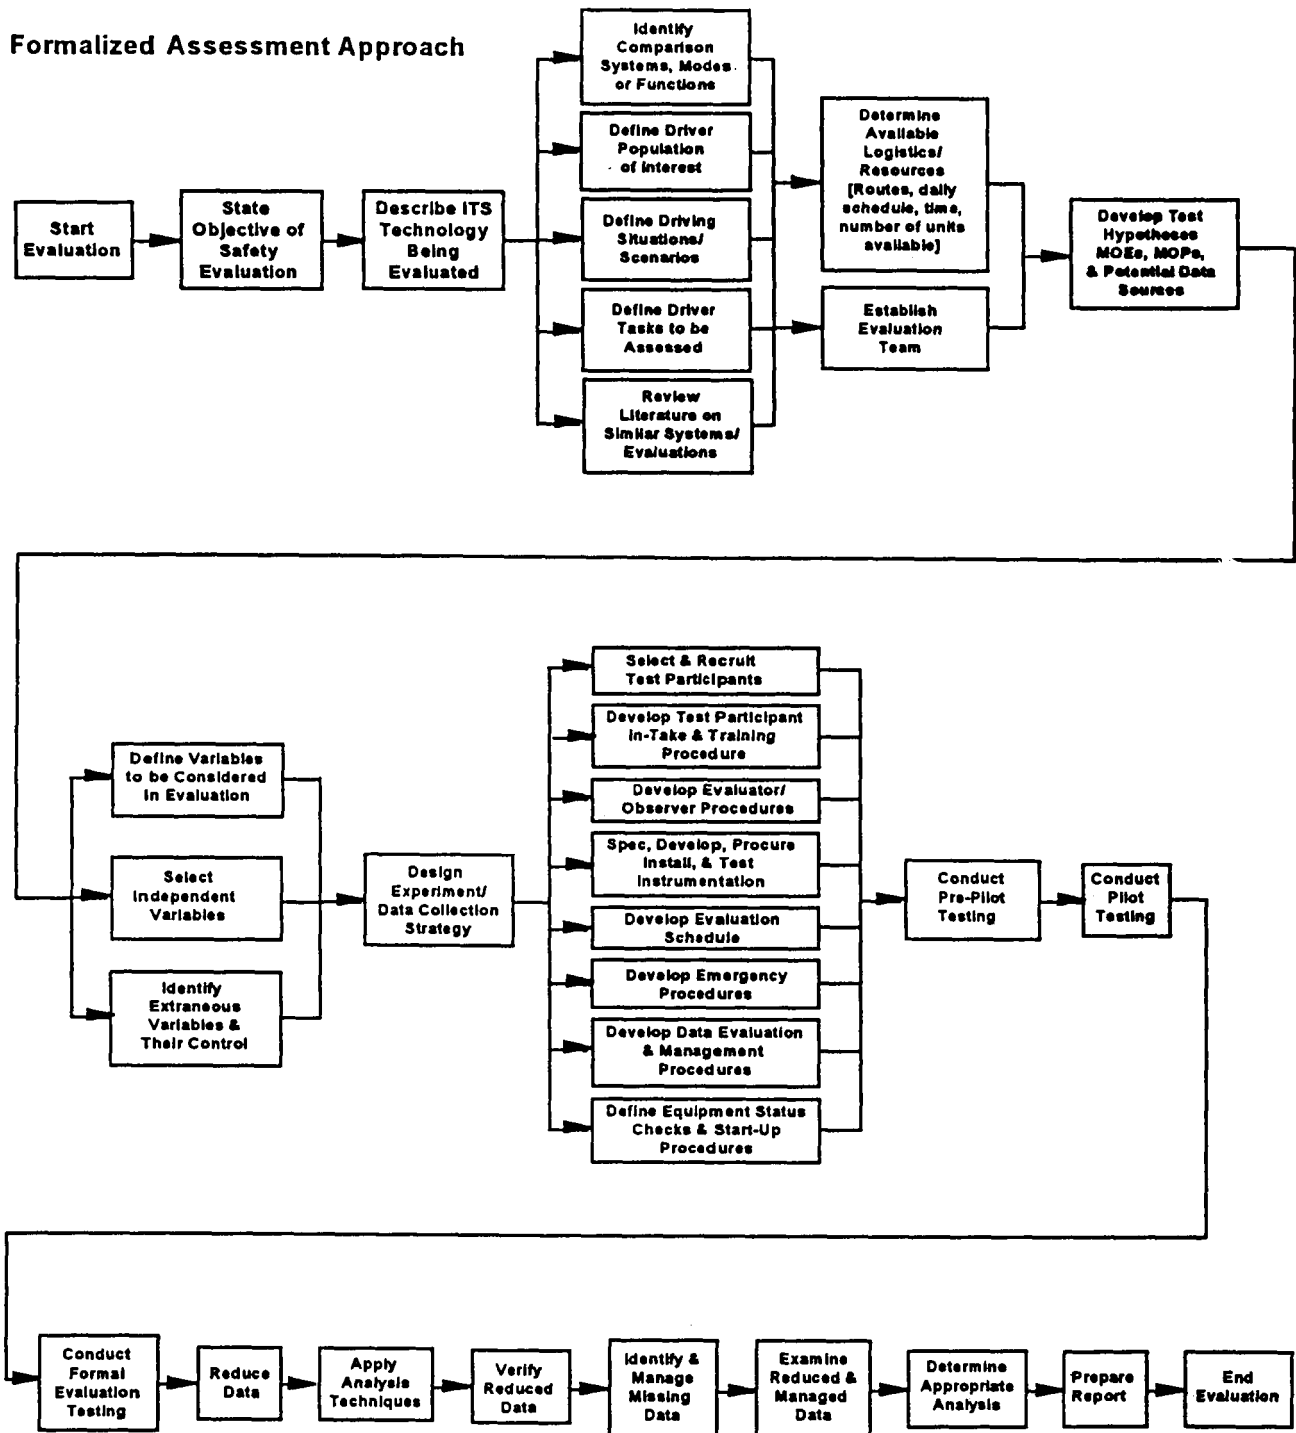 Formalized Assessment Approach
Start
Evaluation
State
Objective of
Safety
Evaluation
Describe ITS
Technology
Being
Evaluated
Identify
Comparison
Systems, Modes
or Functions
Define Driver
Population
of Interest
Define Driving
Situations/
Scenarios
Define Driver
Tasks to be
Assessed
Review
Literature on
Similar Systems/
Evaluations
Determine
Available
Logistics/
Resources
[Routes, daily
schedule, time,
number of units
available]
Establish
Evaluation
Team
Develop Test
Hypotheses
MOEs, MOPs,
& Potential Data
Sources
Define Variables
to be Considered
in Evaluation
Select
Independent
Variables
Identify
Extraneous
Variables &
Their Control
Design
Experiment/
Data Collection
Strategy
Select & Recruit
Test Participants
Develop Test Participant
In-Take & Training
Procedure
Develop Evaluator/
Observer Procedures
Spec, Develop, Procure
Install, & Test
Instrumentation
Develop Evaluation
Schedule
Develop Emergency
Procedures
Develop Data Evaluation
& Management
Procedures
Define Equipment Status
Checks & Start-Up
Procedures
Conduct
Pre-Pilot
Testing
Conduct
Pilot
Testing
Conduct
Formal
Evaluation
Testing
Reduce
Data
Apply
Analysis
Techniques
Verify
Reduced
Data
Identify &
Manage
Missing
Data
Examine
Reduced &
Managed
Data
Determine
Appropriate
Analysis
Prepare
Report
End
Evaluation